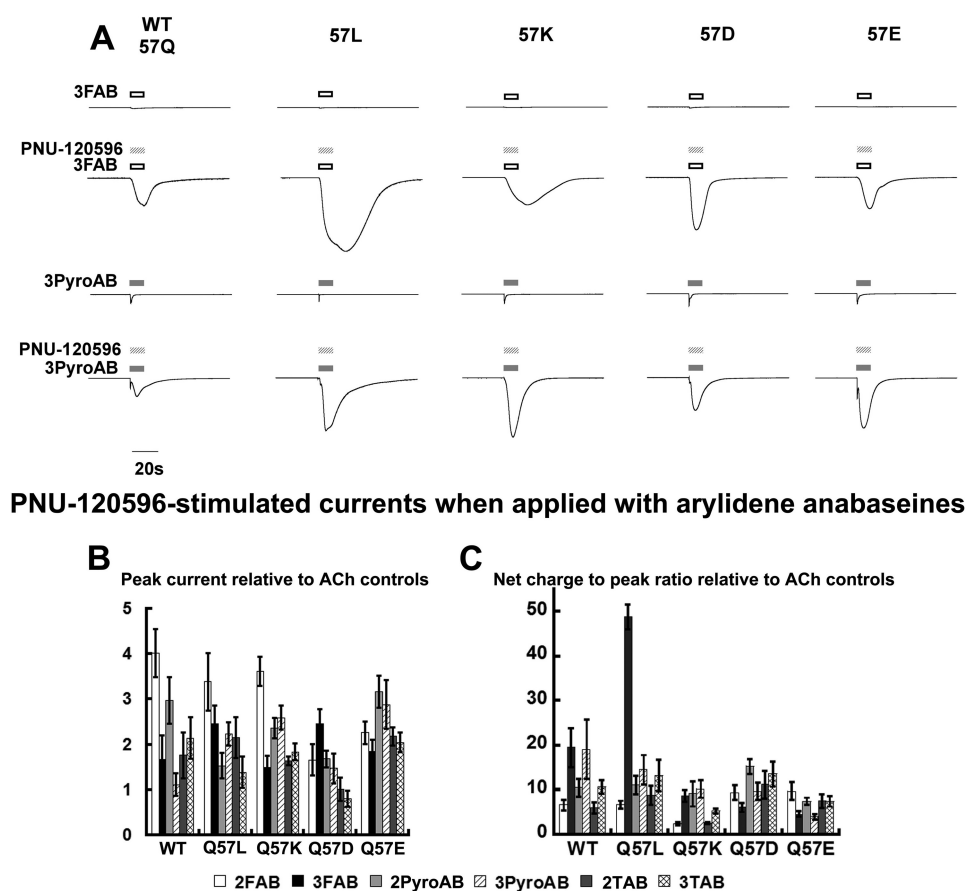 A
WT
57Q
57L
57K
57D
57E
3FAB
PNU-120596
3FAB
3PyroAB
PNU-120596
3PyroAB
20s
PNU-120596-stimulated currents when applied with arylidene anabaseines
B
Peak current relative to ACh controls
5
4
3
2
1
0
WT
Q57L
Q57K
Q57D
Q57E
C
Net charge to peak ratio relative to ACh controls
50
40
30
20
10
0
WT
Q57L
Q57K
Q57D
Q57E
2FAB 3FAB 2PyroAB 3PyroAB 2TAB 3TAB